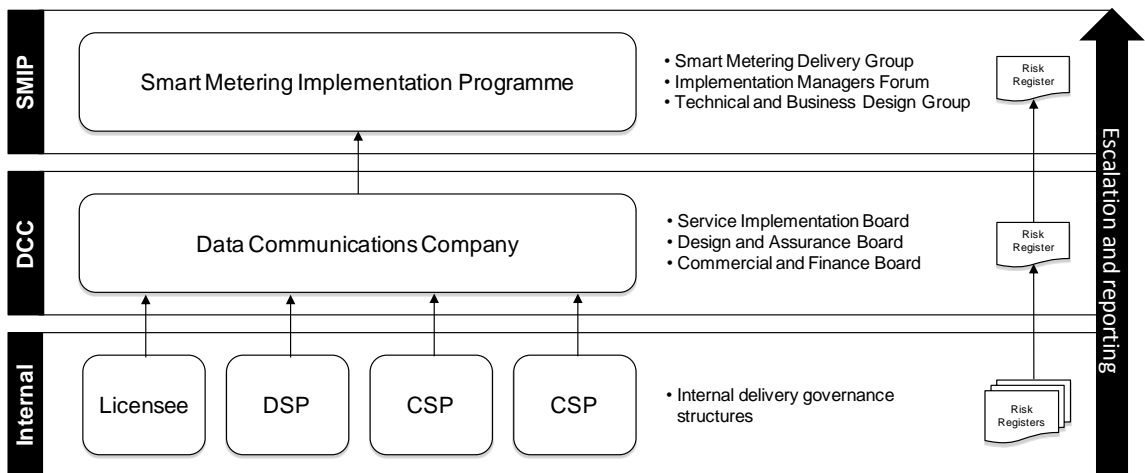 SMIP
Smart Metering Implementation Programme
• Smart Metering Delivery Group
• Implementation Managers Forum
• Technical and Business Design Group
Risk
Register
DCC
Data Communications Company
• Service Implementation Board
• Design and Assurance Board
• Commercial and Finance Board
Risk
Register
Internal
Licensee
DSP
CSP
CSP
• Internal delivery governance
structures
Risk
Registers
Escalation and reporting